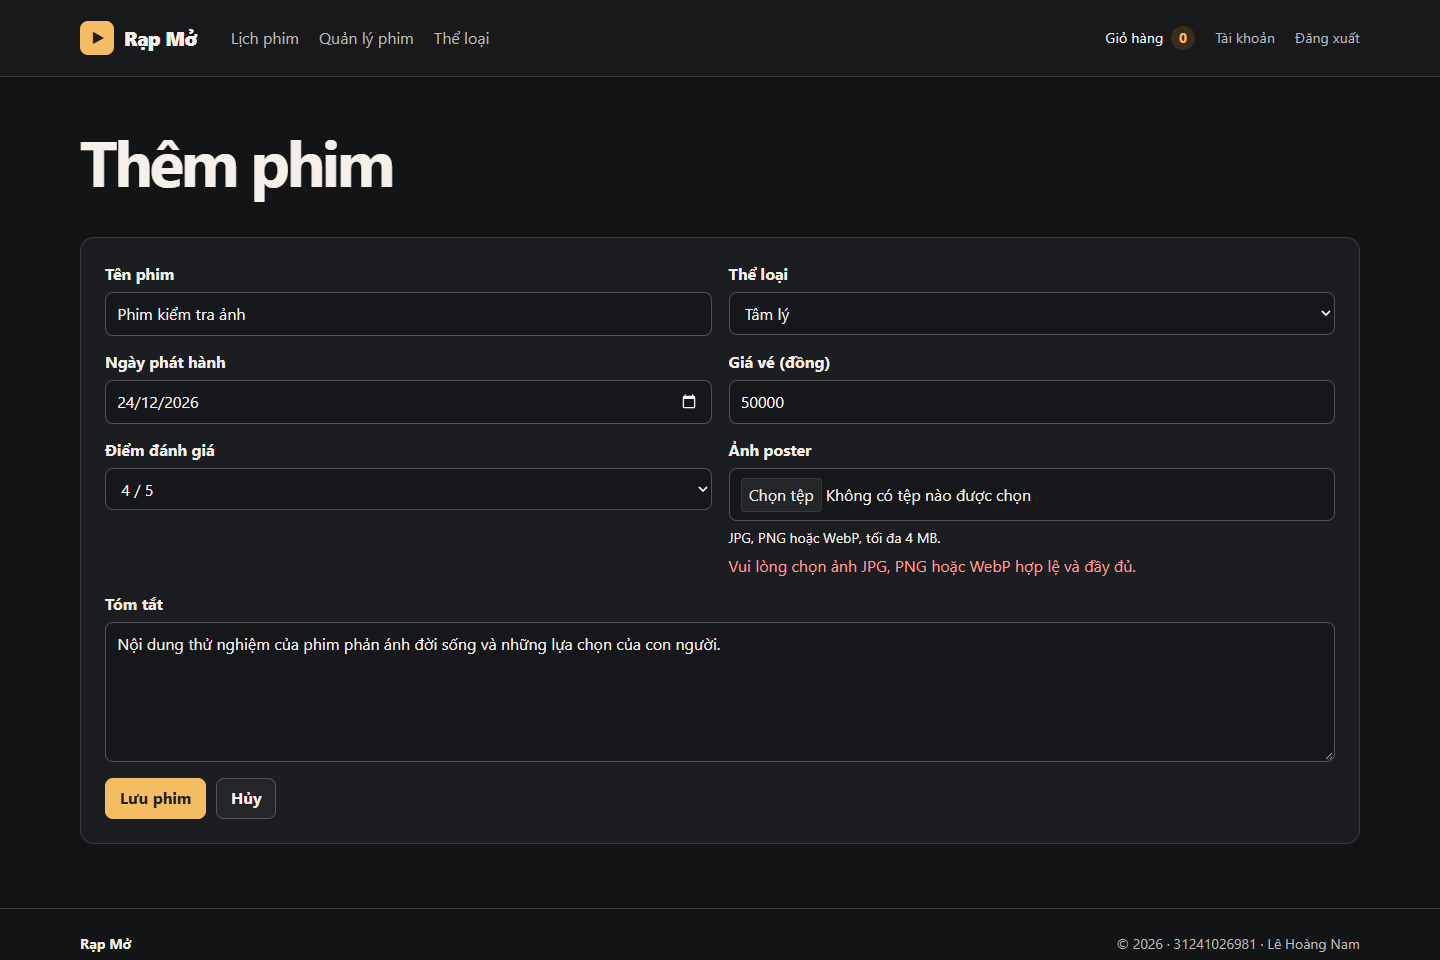 Rạp Mở
Lịch phim
Quản lý phim
Thể loại
Giỏ hàng 0
Tài khoản
Đăng xuất
Thêm phim
Tên phim
Phim kiểm tra ảnh
Thể loại
Tâm lý
Ngày phát hành
24/12/2026
Giá vé (đồng)
50000
Điểm đánh giá
4 / 5
Ảnh poster
Chọn tệp Không có tệp nào được chọn
JPG, PNG hoặc WebP, tối đa 4 MB.
Vui lòng chọn ảnh JPG, PNG hoặc WebP hợp lệ và đầy đủ.
Tóm tắt
Nội dung thử nghiệm của phim phản ánh đời sống và những lựa chọn của con người.
Lưu phim
Hủy
Rạp Mở
© 2026 · 31241026981 · Lê Hoàng Nam